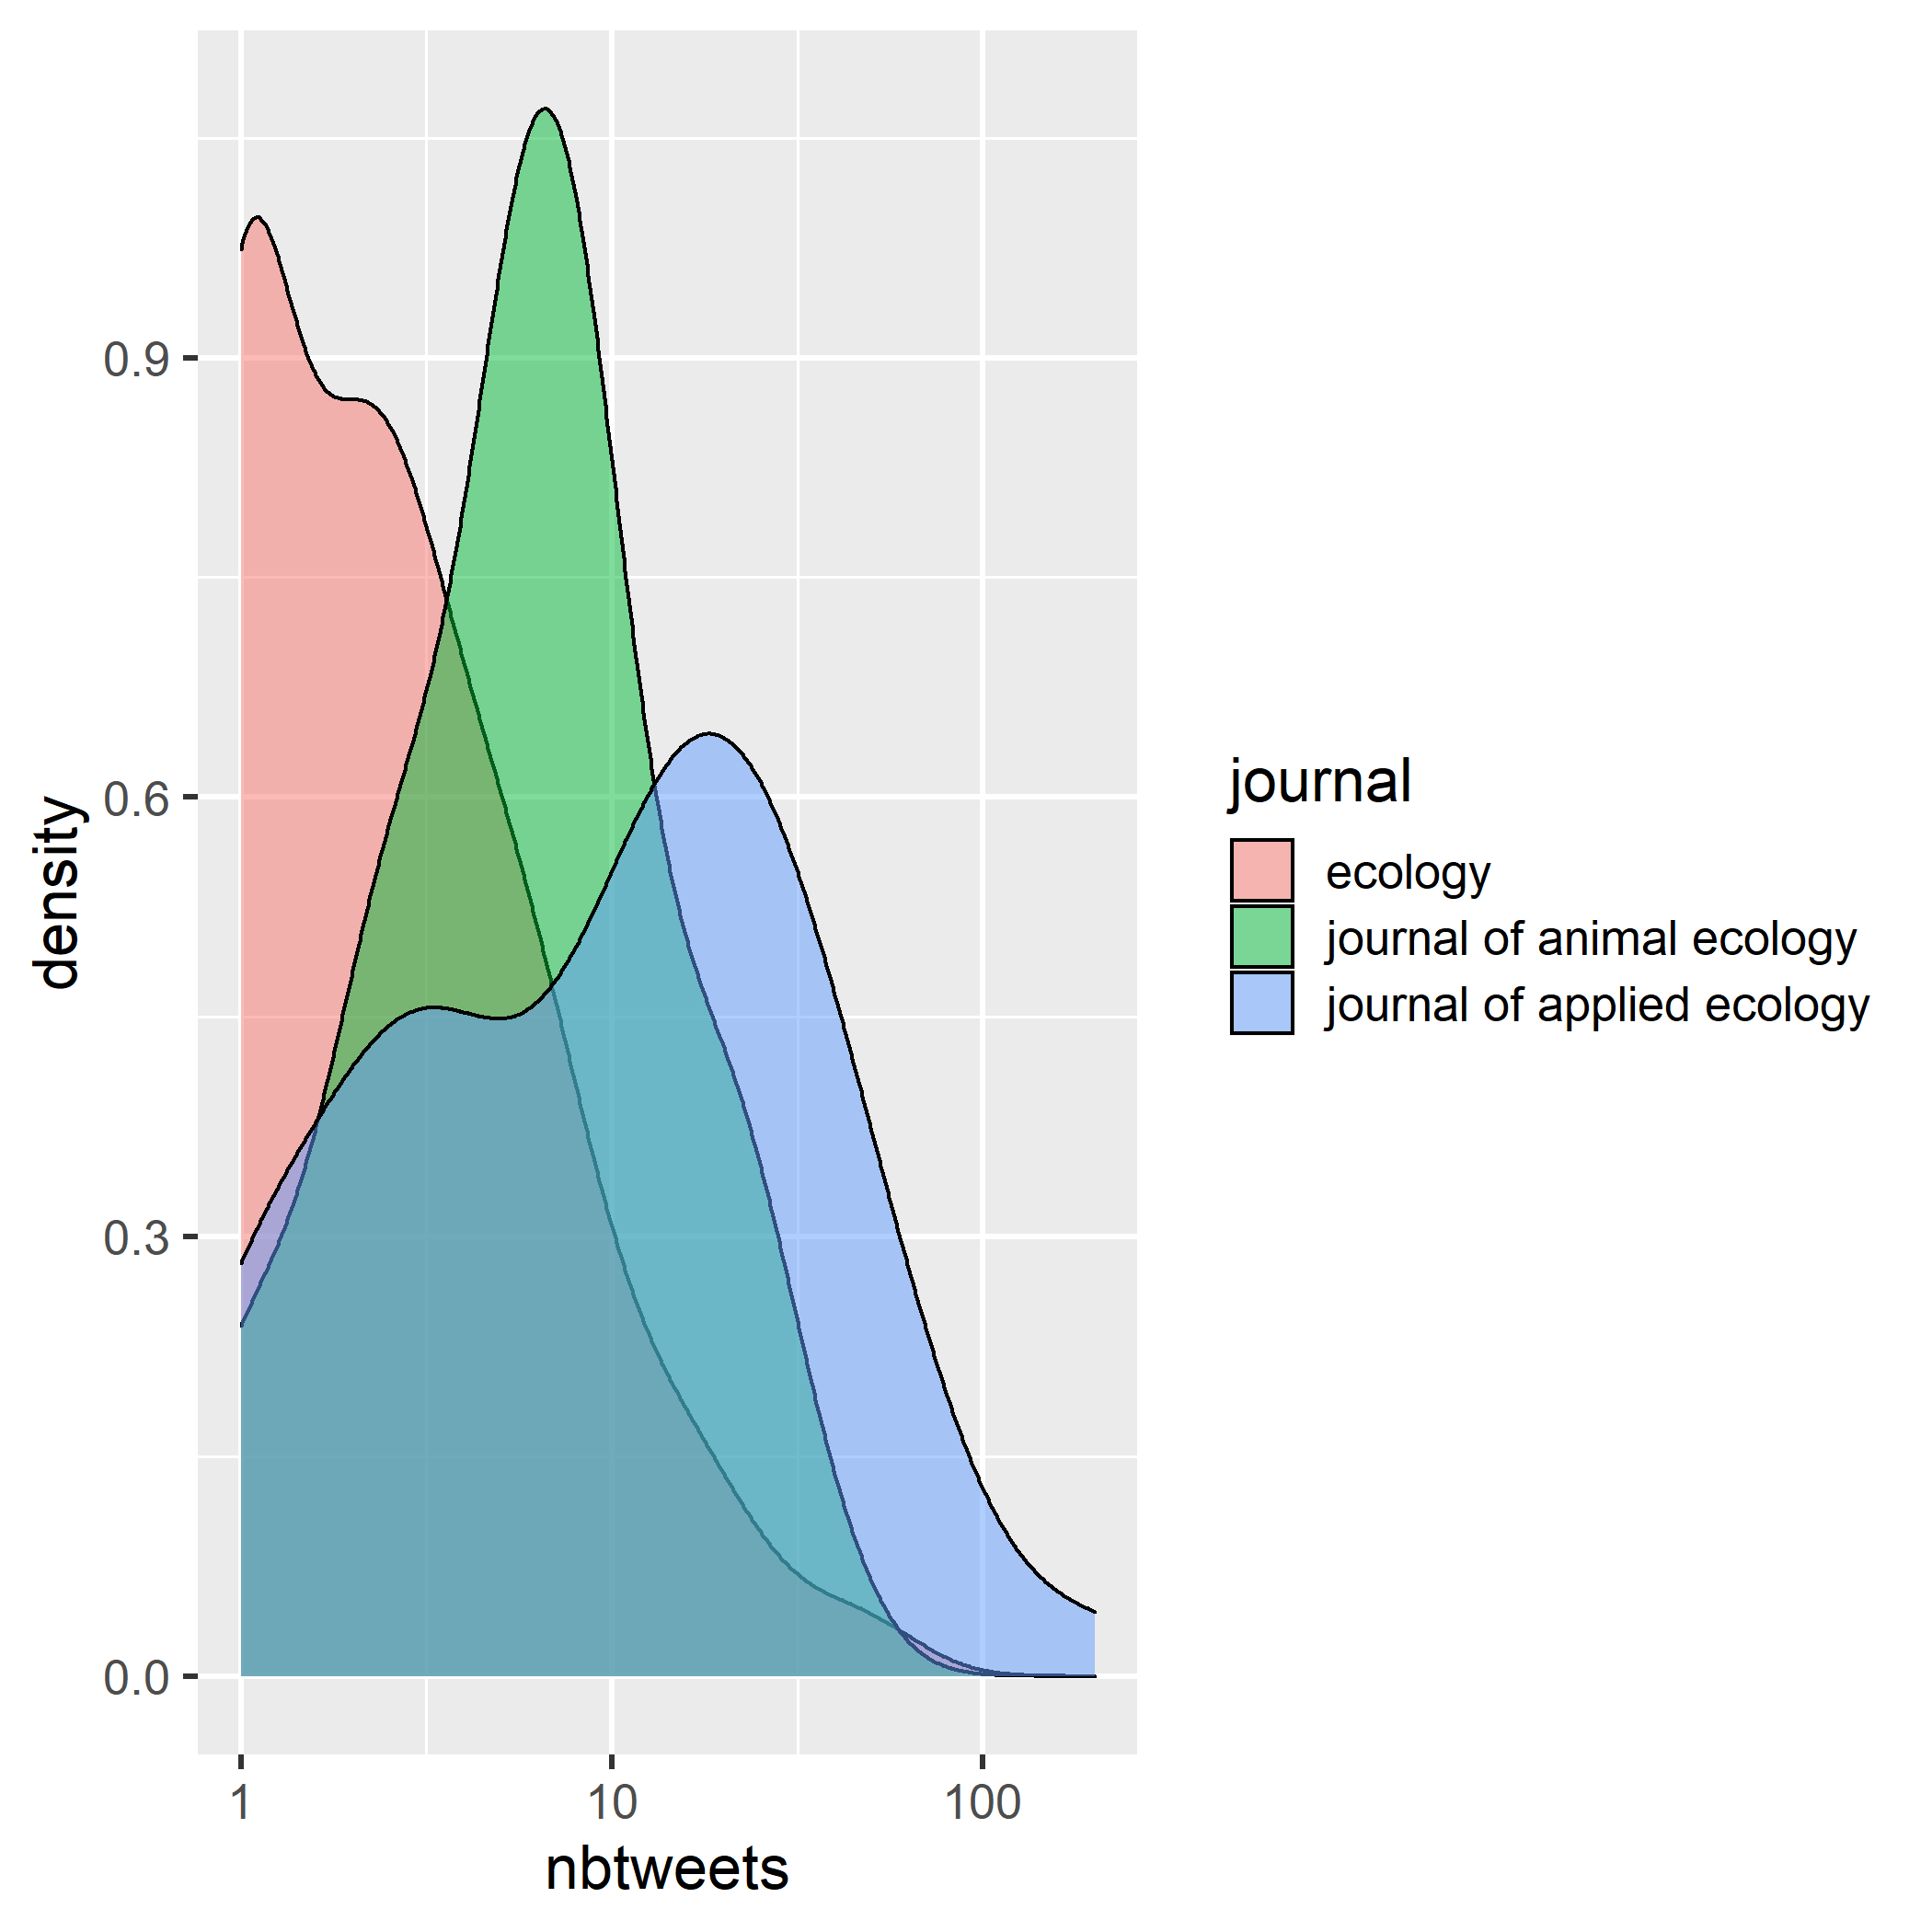 density
0.9
0.6
0.3
0.0
1
10
100
nbtweets
journal
ecology
journal of animal ecology
journal of applied ecology